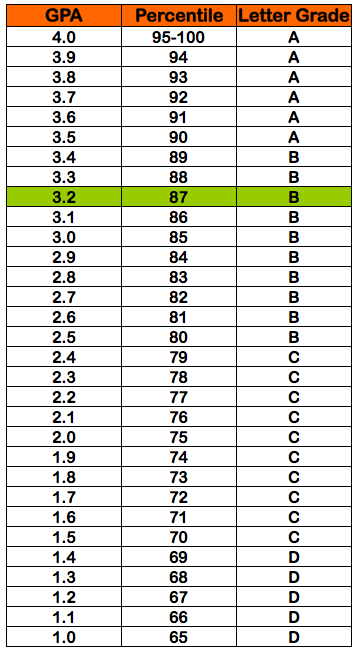 GPA Percentile Letter Grade
4.0 95-100 A
3.9 94 A
3.8 93 A
3.7 92 A
3.6 91 A
3.5 90 A
3.4 89 B
3.3 88 B
3.2 87 B
3.1 86 B
3.0 85 B
2.9 84 B
2.8 83 B
2.7 82 B
2.6 81 B
2.5 80 B
2.4 79 C
2.3 78 C
2.2 77 C
2.1 76 C
2.0 75 C
1.9 74 C
1.8 73 C
1.7 72 C
1.6 71 C
1.5 70 C
1.4 69 D
1.3 68 D
1.2 67 D
1.1 66 D
1.0 65 D